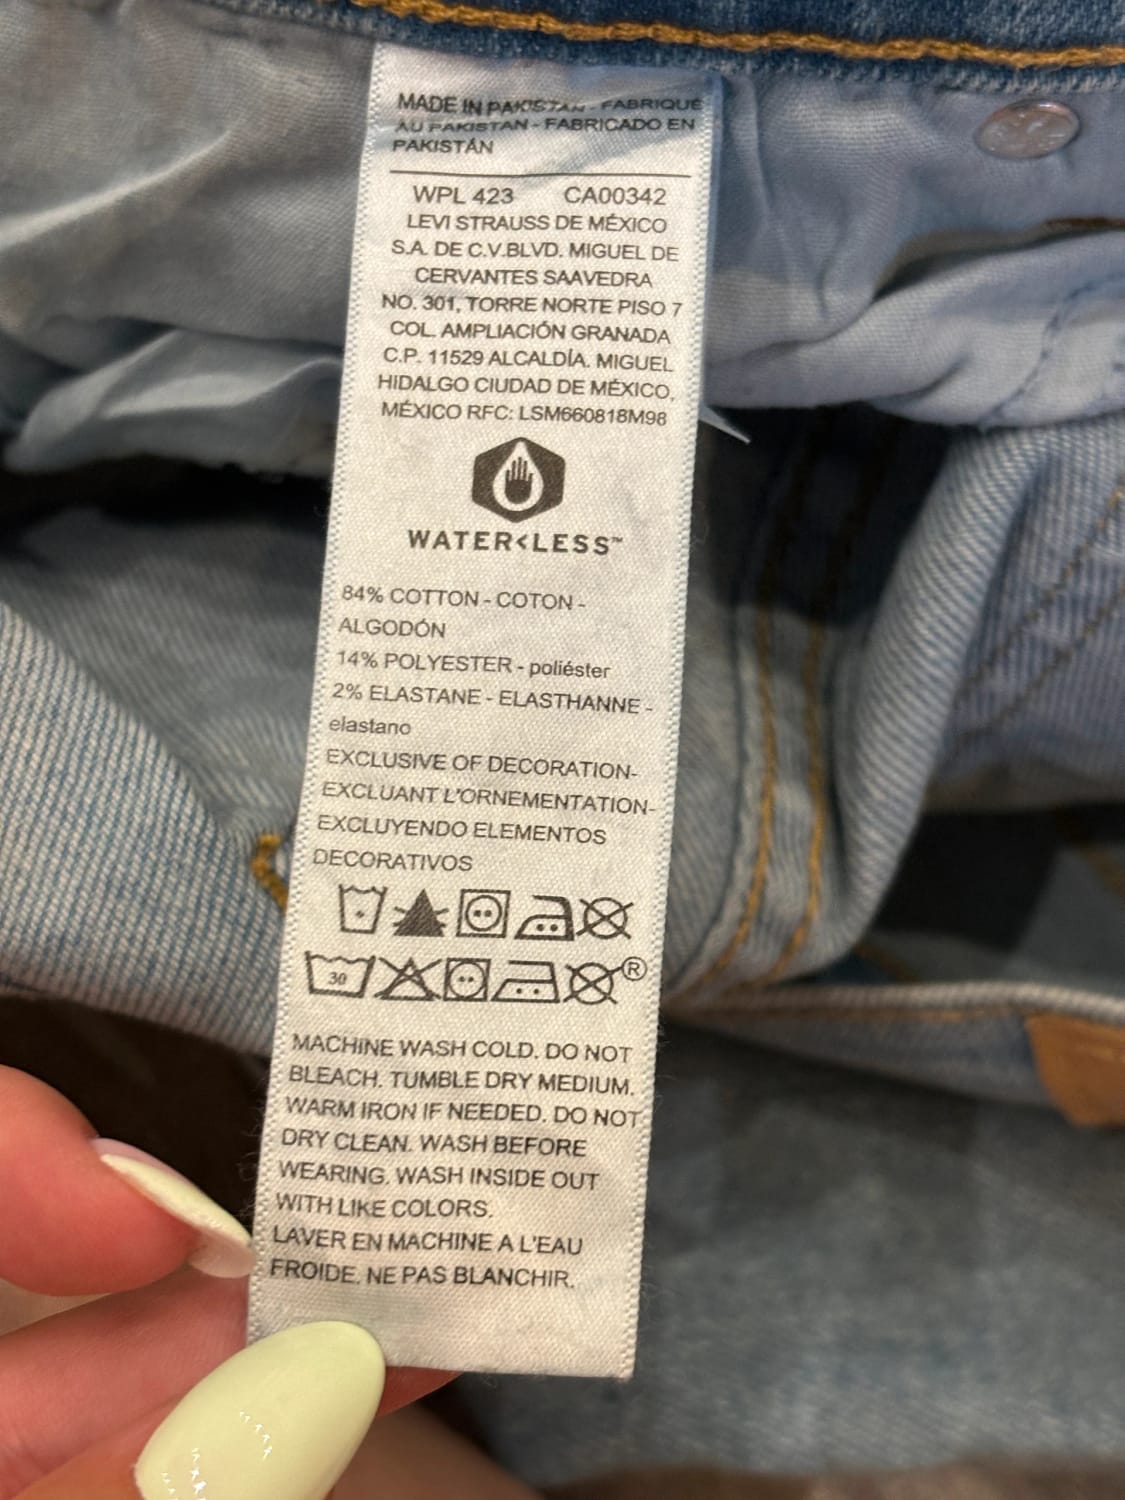 MADE IN PAKISTAN - FABRIQUÉ
AU PAKISTAN - FABRICADO EN
PAKISTÁN
WPL 423 CA00342
LEVI STRAUSS DE MÉXICO
S.A. DE C.V.BLVD. MIGUEL DE
CERVANTES SAAVEDRA
NO. 301, TORRE NORTE PISO 7
COL. AMPLIACIÓN GRANADA
C.P. 11529 ALCALDÍA. MIGUEL
HIDALGO CIUDAD DE MÉXICO,
MÉXICO RFC: LSM660818M98
WATER<LESS™
84% COTTON - COTON -
ALGODÓN
14% POLYESTER - poliéster
2% ELASTANE - ELASTHANNE -
elastano
EXCLUSIVE OF DECORATION-
EXCLUANT L'ORNEMENTATION-
EXCLUYENDO ELEMENTOS
DECORATIVOS
30 ®
MACHINE WASH COLD. DO NOT
BLEACH. TUMBLE DRY MEDIUM.
WARM IRON IF NEEDED. DO NOT
DRY CLEAN. WASH BEFORE
WEARING. WASH INSIDE OUT
WITH LIKE COLORS.
LAVER EN MACHINE A L'EAU
FROIDE. NE PAS BLANCHIR.